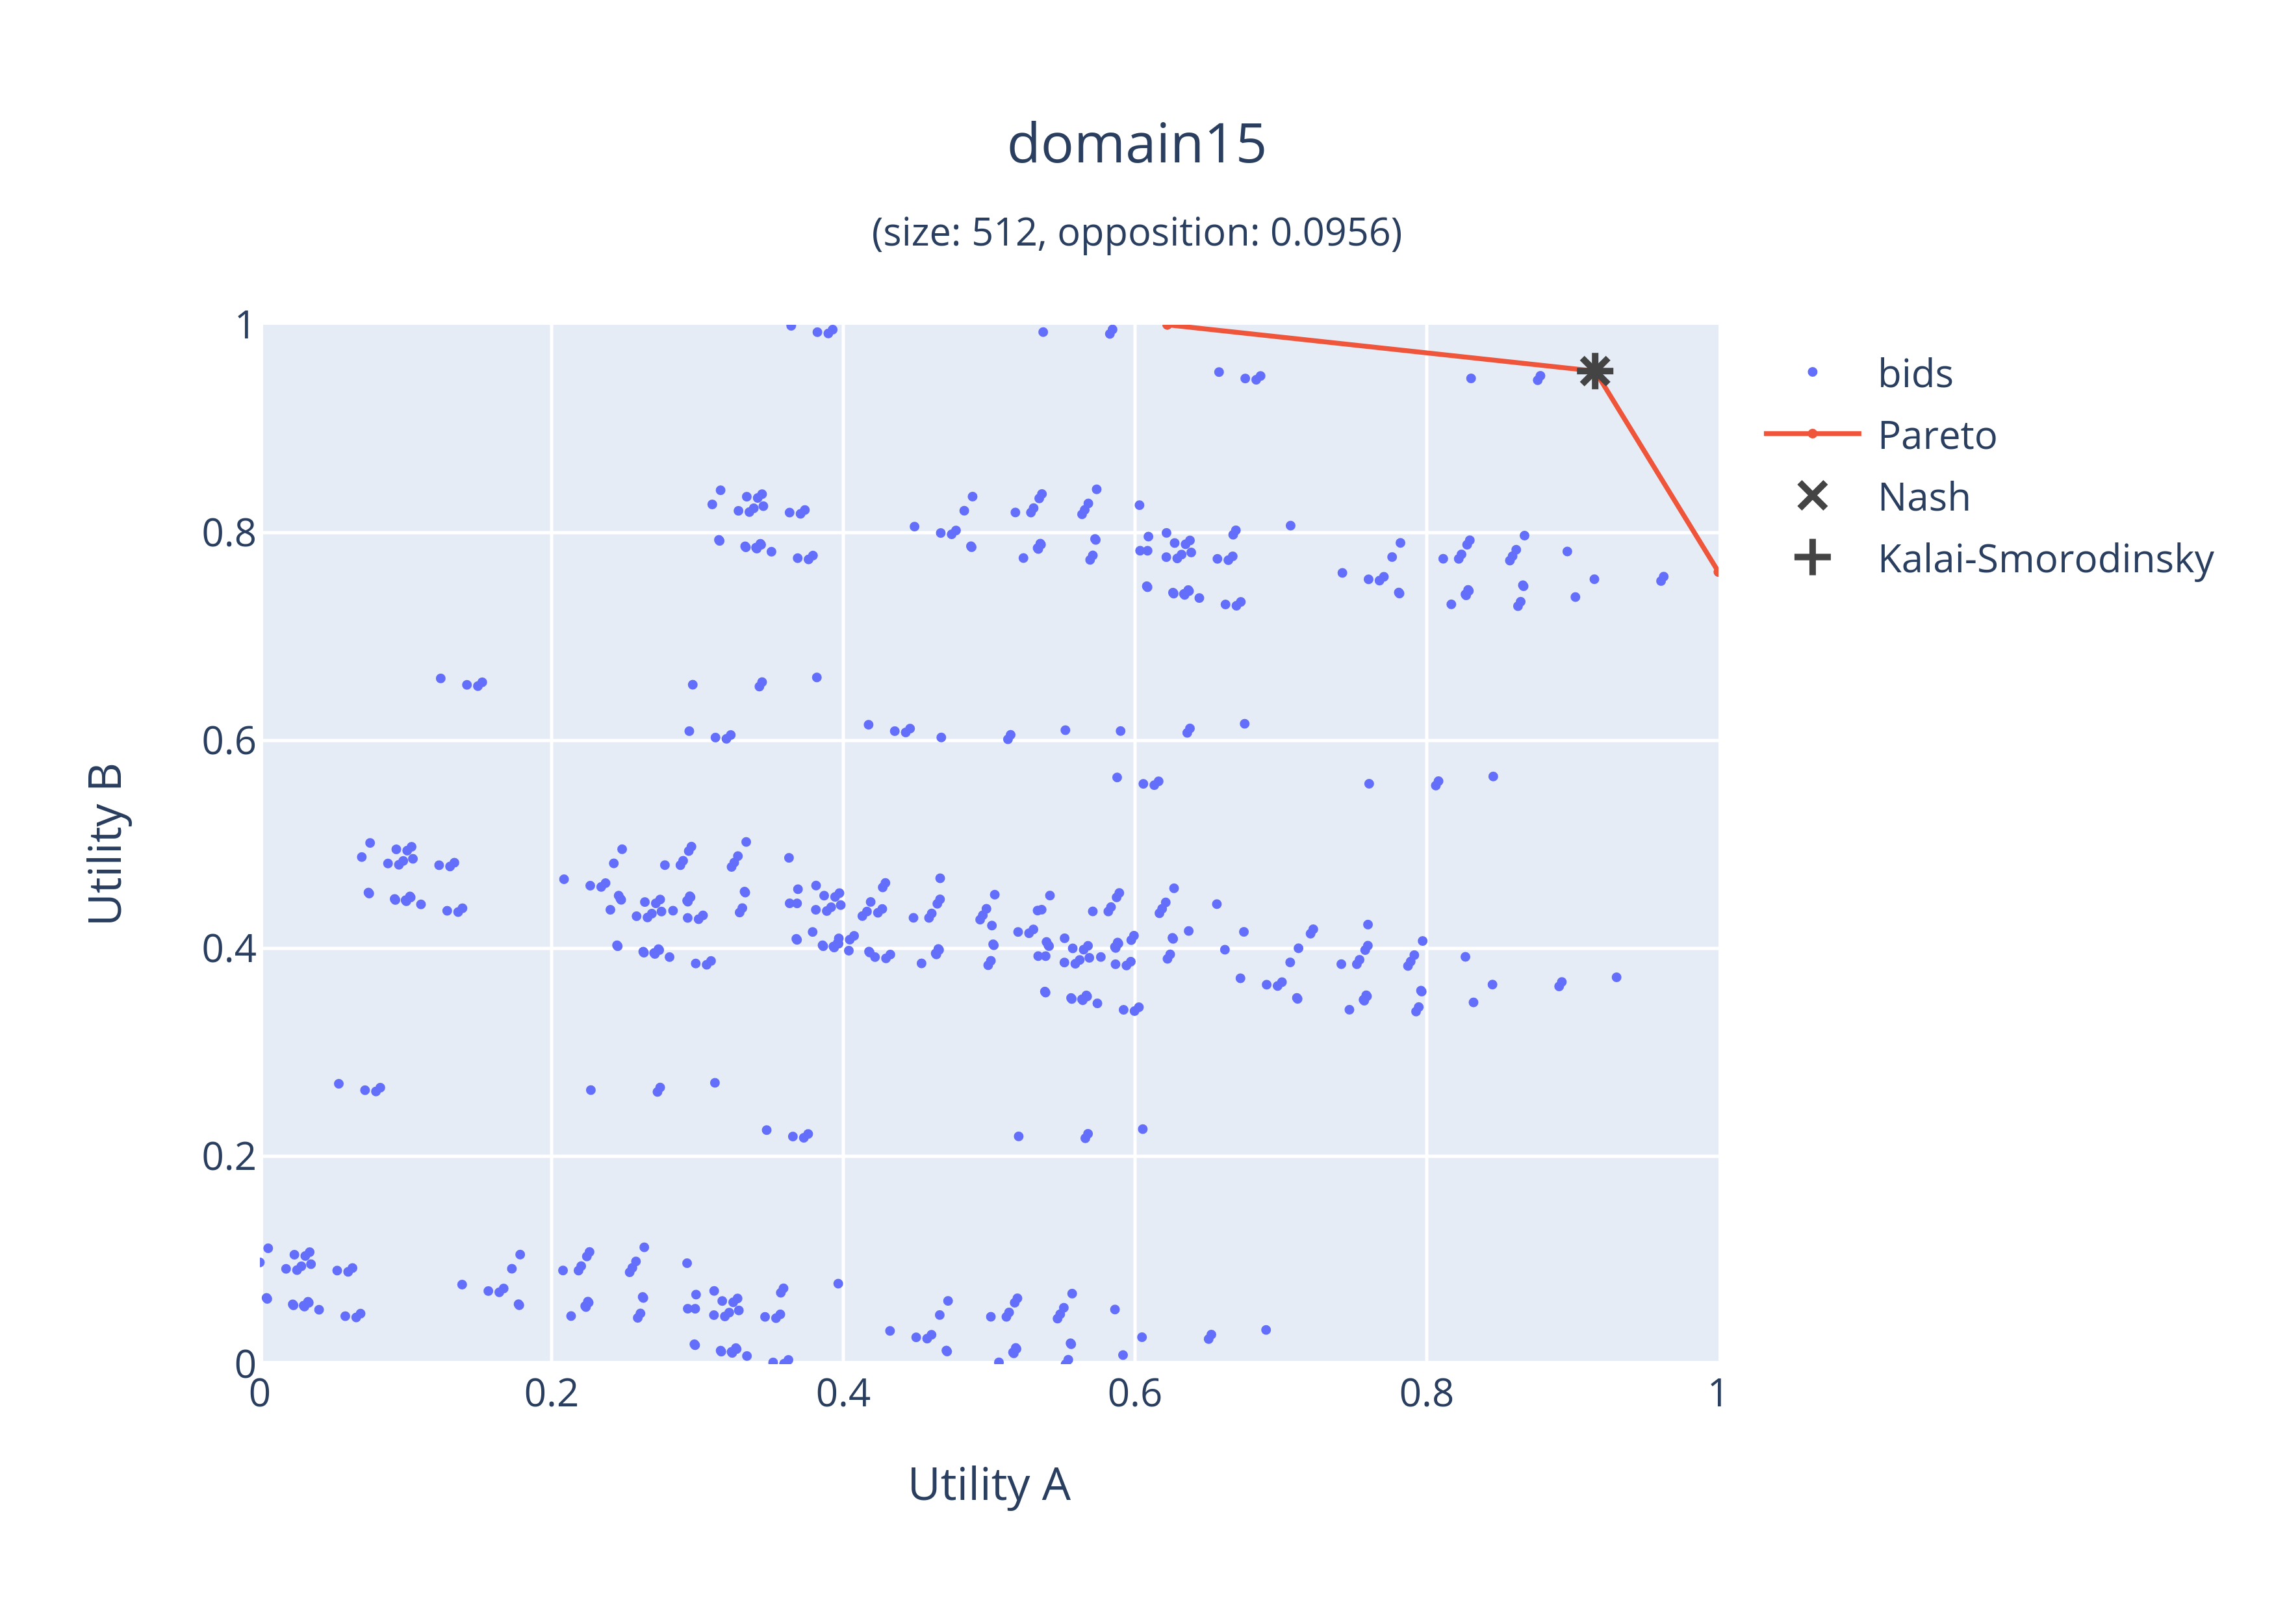 domain15
(size: 512, opposition: 0.0956)
1
0.8
0.6
0.4
0.2
0
0
0.2
0.4
0.6
0.8
1
Utility A
Utility B
bids
Pareto
Nash
Kalai-Smorodinsky